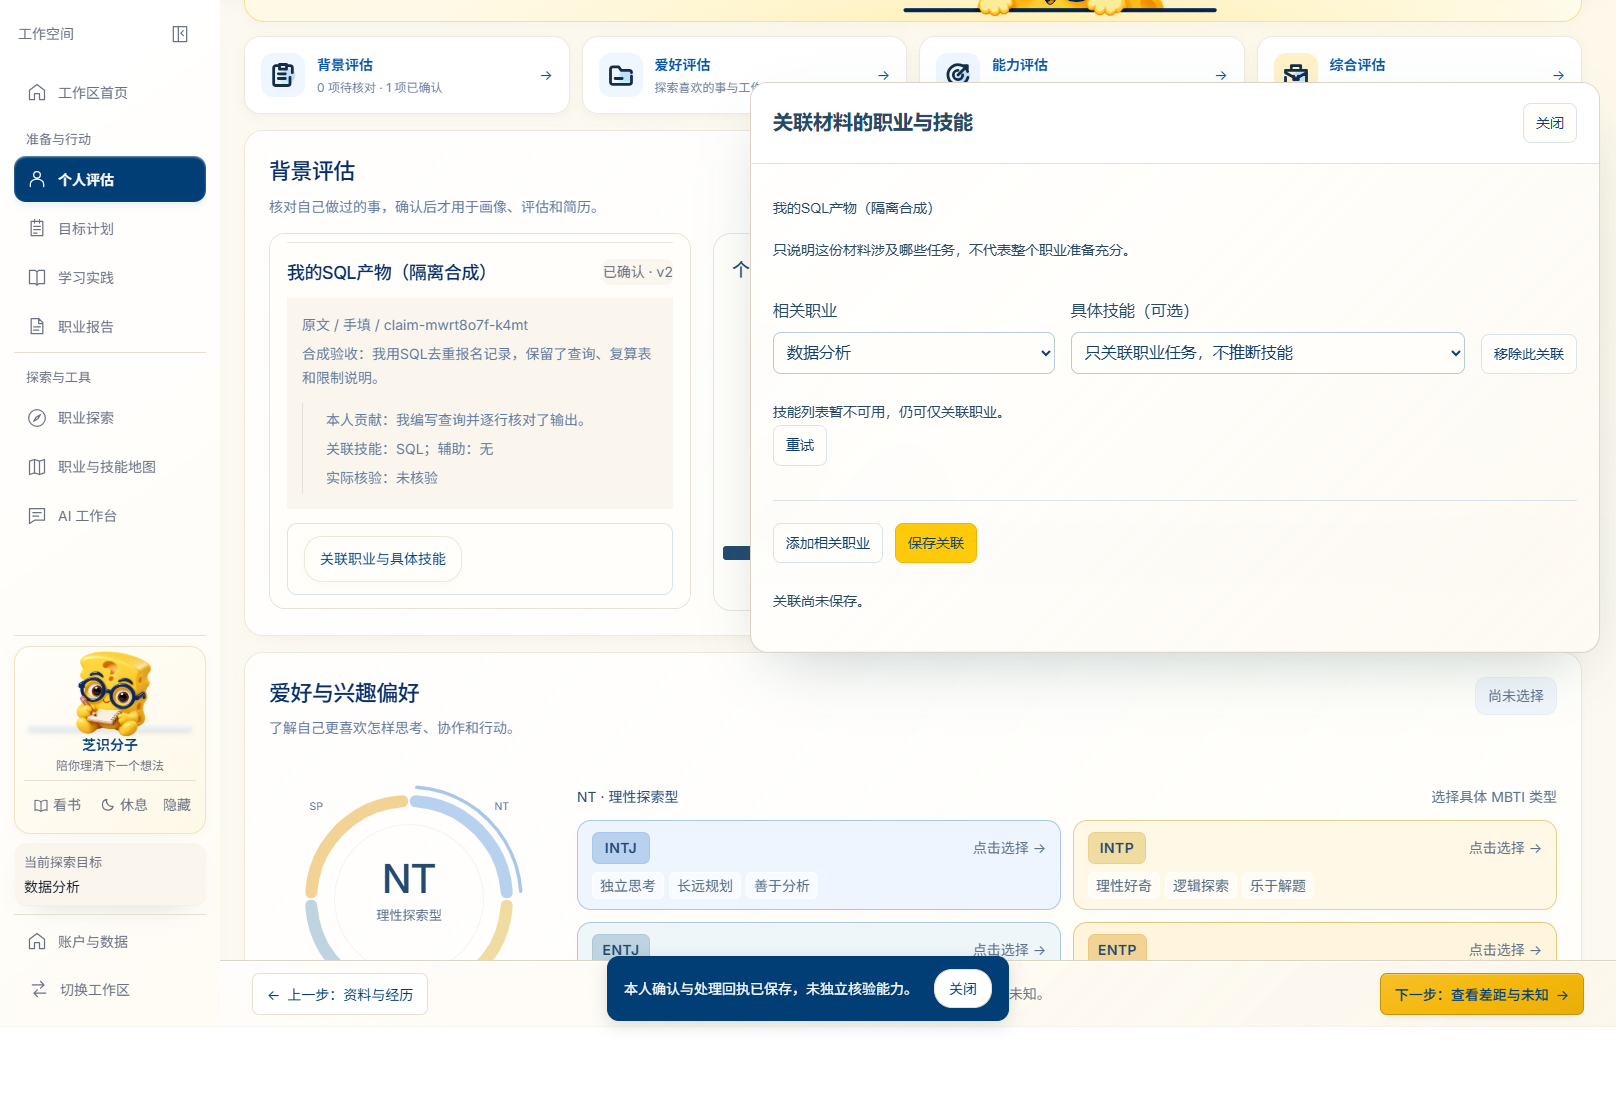 工作空间
工作区首页
准备与行动
个人评估
目标计划
学习实践
职业报告
探索与工具
职业探索
职业与技能地图
AI 工作台
芝识分子
陪你理清下一个想法
看书 休息 隐藏
当前探索目标
数据分析
账户与数据
切换工作区
背景评估
0 项待核对 · 1 项已确认
→
爱好评估
探索喜欢的事与工
→
能力评估
→
综合评估
→
背景评估
核对自己做过的事，确认后才用于画像、评估和简历。
我的SQL产物（隔离合成）
已确认 · v2
原文 / 手填 / claim-mwrt8o7f-k4mt
合成验收：我用SQL去重报名记录，保留了查询、复算表
和限制说明。
本人贡献：我编写查询并逐行核对了输出。
关联技能：SQL；辅助：无
实际核验：未核验
关联职业与具体技能
个
关联材料的职业与技能
关闭
我的SQL产物（隔离合成）
只说明这份材料涉及哪些任务，不代表整个职业准备充分。
相关职业
具体技能（可选）
数据分析
只关联职业任务，不推断技能
移除此关联
技能列表暂不可用，仍可仅关联职业。
重试
添加相关职业
保存关联
关联尚未保存。
爱好与兴趣偏好
尚未选择
了解自己更喜欢怎样思考、协作和行动。
SP
NT
NT
理性探索型
NT · 理性探索型
选择具体 MBTI 类型
INTJ
点击选择 →
独立思考 长远规划 善于分析
INTP
点击选择 →
理性好奇 逻辑探索 乐于解题
ENTJ
点击选择 →
ENTP
点击选择 →
← 上一步：资料与经历
本人确认与处理回执已保存，未独立核验能力。
关闭
未知。
下一步：查看差距与未知 →